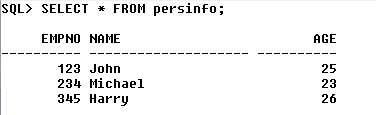 SQL> SELECT * FROM persinfo;
EMPNO NAME AGE
---------- -------------------- ----------
123 John 25
234 Michael 23
345 Harry 26